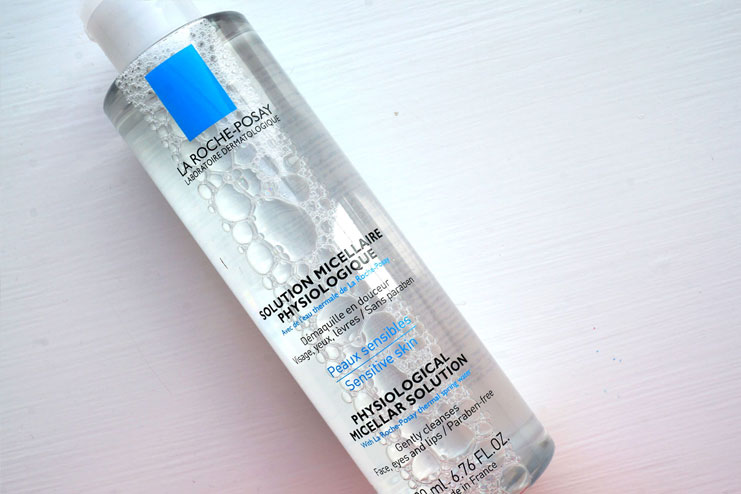 LA ROCHE-POSAY
LABORATOIRE DERMATOLOGIQUE
SOLUTION MICELLAIRE
PHYSIOLOGIQUE
Avec de l'eau thermale de La Roche-Posay
Démaquille en douceur
Visage, yeux, lèvres / Sans paraben
Peaux sensibles
Sensitive skin
PHYSIOLOGICAL
MICELLAR SOLUTION
With La Roche-Posay thermal spring water
Gently cleanses
Face, eyes and lips / Paraben-free
mL 6.76 FL.OZ.
in France